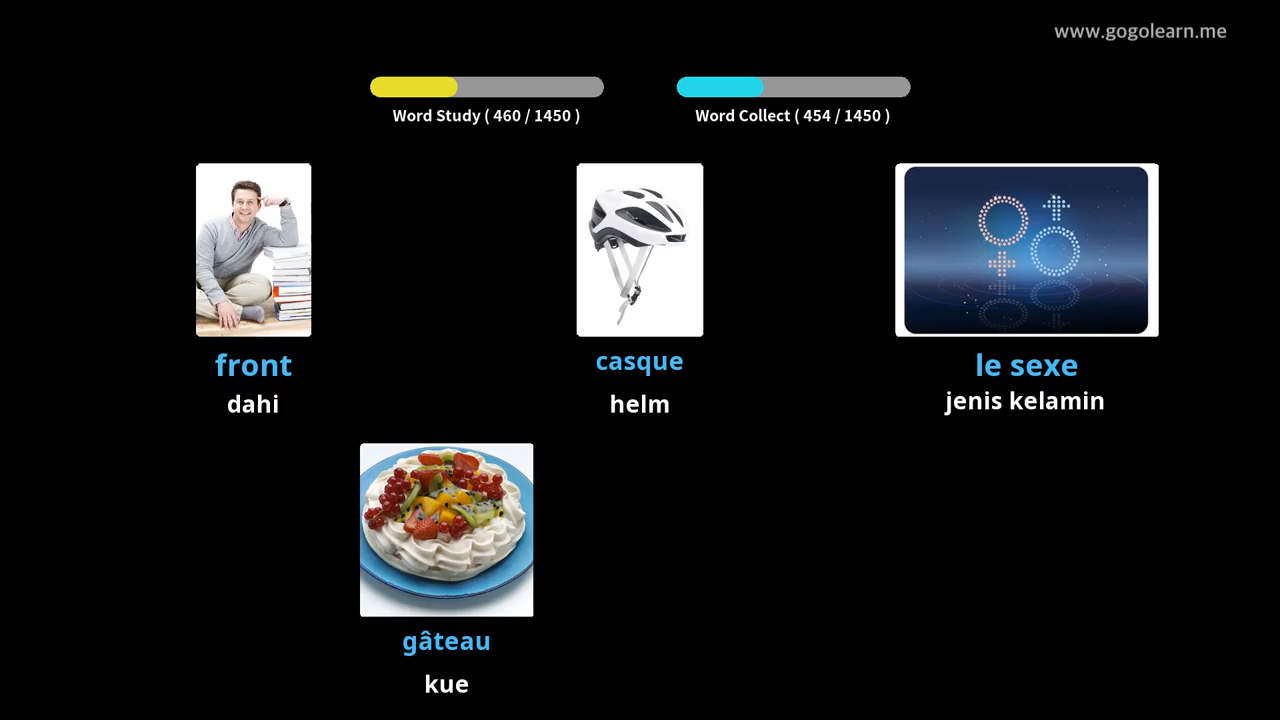 www.gogolearn.me
Word Study ( 460 / 1450 )
Word Collect ( 454 / 1450 )
front
dahi
casque
helm
le sexe
jenis kelamin
gâteau
kue